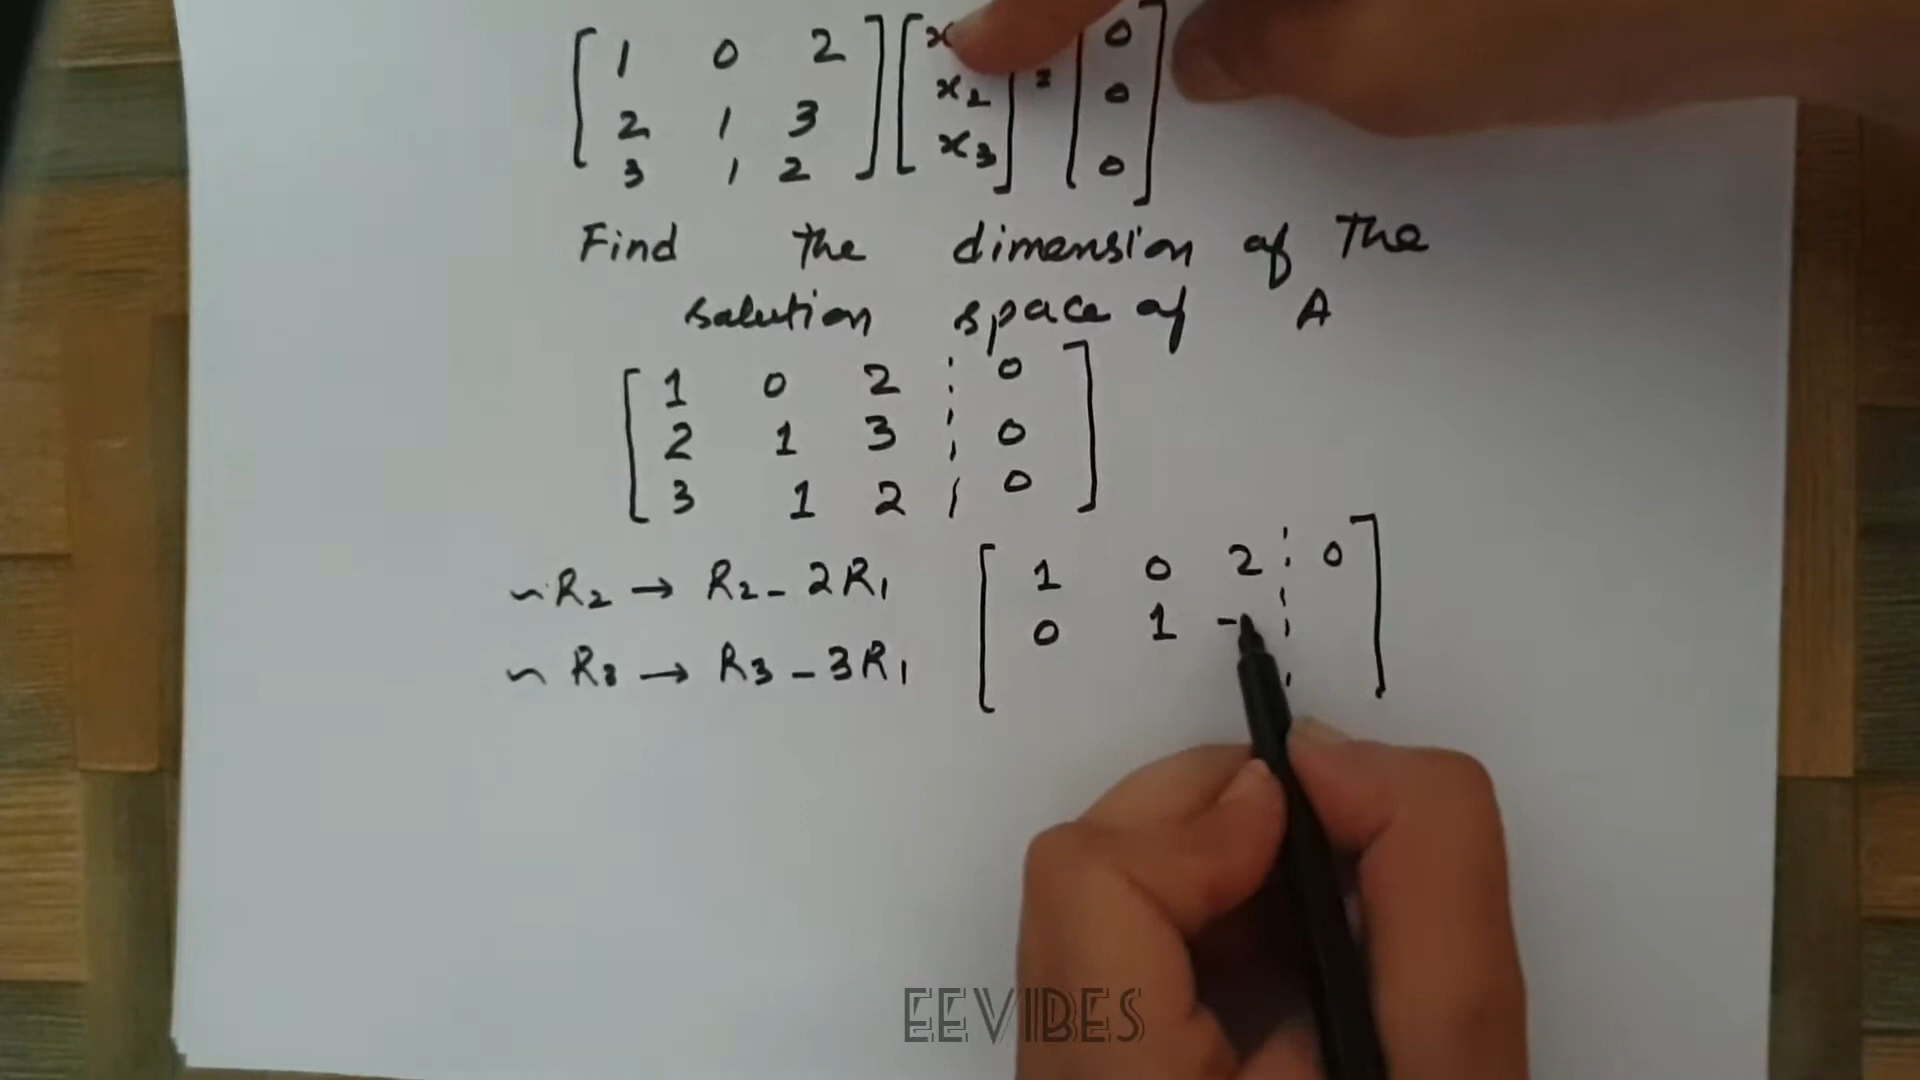 [ 1 0 2 ] [ x ] = [ 0 ]
[ 2 1 3 ] [ x2 ] [ 0 ]
[ 3 1 2 ] [ x3 ] [ 0 ]
Find the dimension of The
solution space of A
[ 1 0 2 ¦ 0 ]
[ 2 1 3 ¦ 0 ]
[ 3 1 2 ¦ 0 ]
~R2 → R2 - 2R1 [ 1 0 2 ¦ 0 ]
[ 0 1 - ¦ ]
~ R3 → R3 - 3R1
EEVIBES